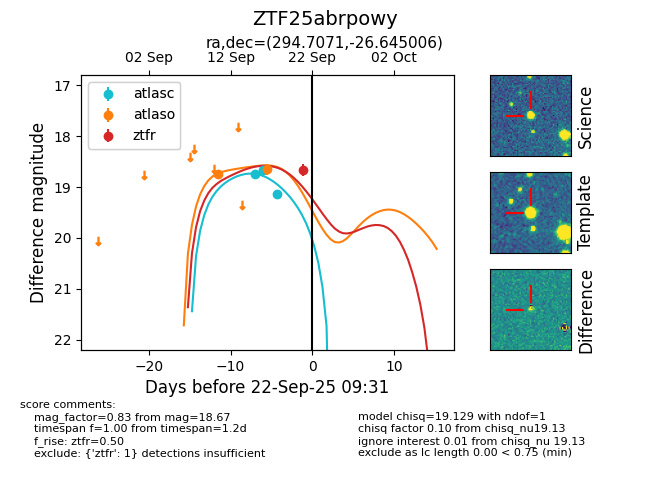 ZTF25abrpowy
ra,dec=(294.7071,-26.645006)
02 Sep 12 Sep 22 Sep 02 Oct
atlasc
atlaso
ztfr
17
18
19
20
21
22
Difference magnitude
−20 −10 0 10
Days before 22-Sep-25 09:31
Science
Template
Difference
score comments:
mag_factor=0.83 from mag=18.67
timespan f=1.00 from timespan=1.2d
f_rise: ztfr=0.50
exclude: {'ztfr': 1} detections insufficient
model chisq=19.129 with ndof=1
chisq factor 0.10 from chisq_nu19.13
ignore interest 0.01 from chisq_nu 19.13
exclude as lc length 0.00 < 0.75 (min)